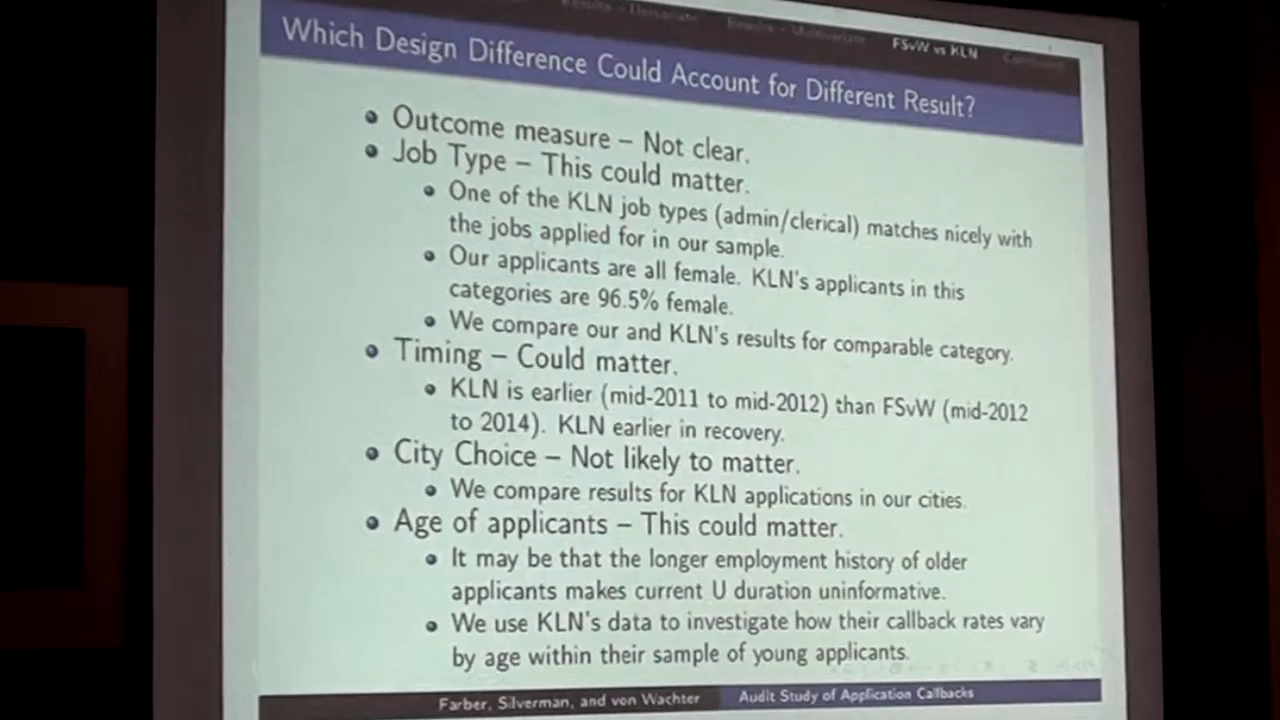 FSvW vs KLN
Which Design Difference Could Account for Different Result?
Outcome measure – Not clear.
Job Type – This could matter.
One of the KLN job types (admin/clerical) matches nicely with
the jobs applied for in our sample.
Our applicants are all female. KLN's applicants in this
categories are 96.5% female.
We compare our and KLN's results for comparable category.
Timing – Could matter.
KLN is earlier (mid-2011 to mid-2012) than FSvW (mid-2012
to 2014). KLN earlier in recovery.
City Choice – Not likely to matter.
We compare results for KLN applications in our cities.
Age of applicants – This could matter.
It may be that the longer employment history of older
applicants makes current U duration uninformative.
We use KLN's data to investigate how their callback rates vary
by age within their sample of young applicants.
Farber, Silverman, and von Wachter
Audit Study of Application Callbacks